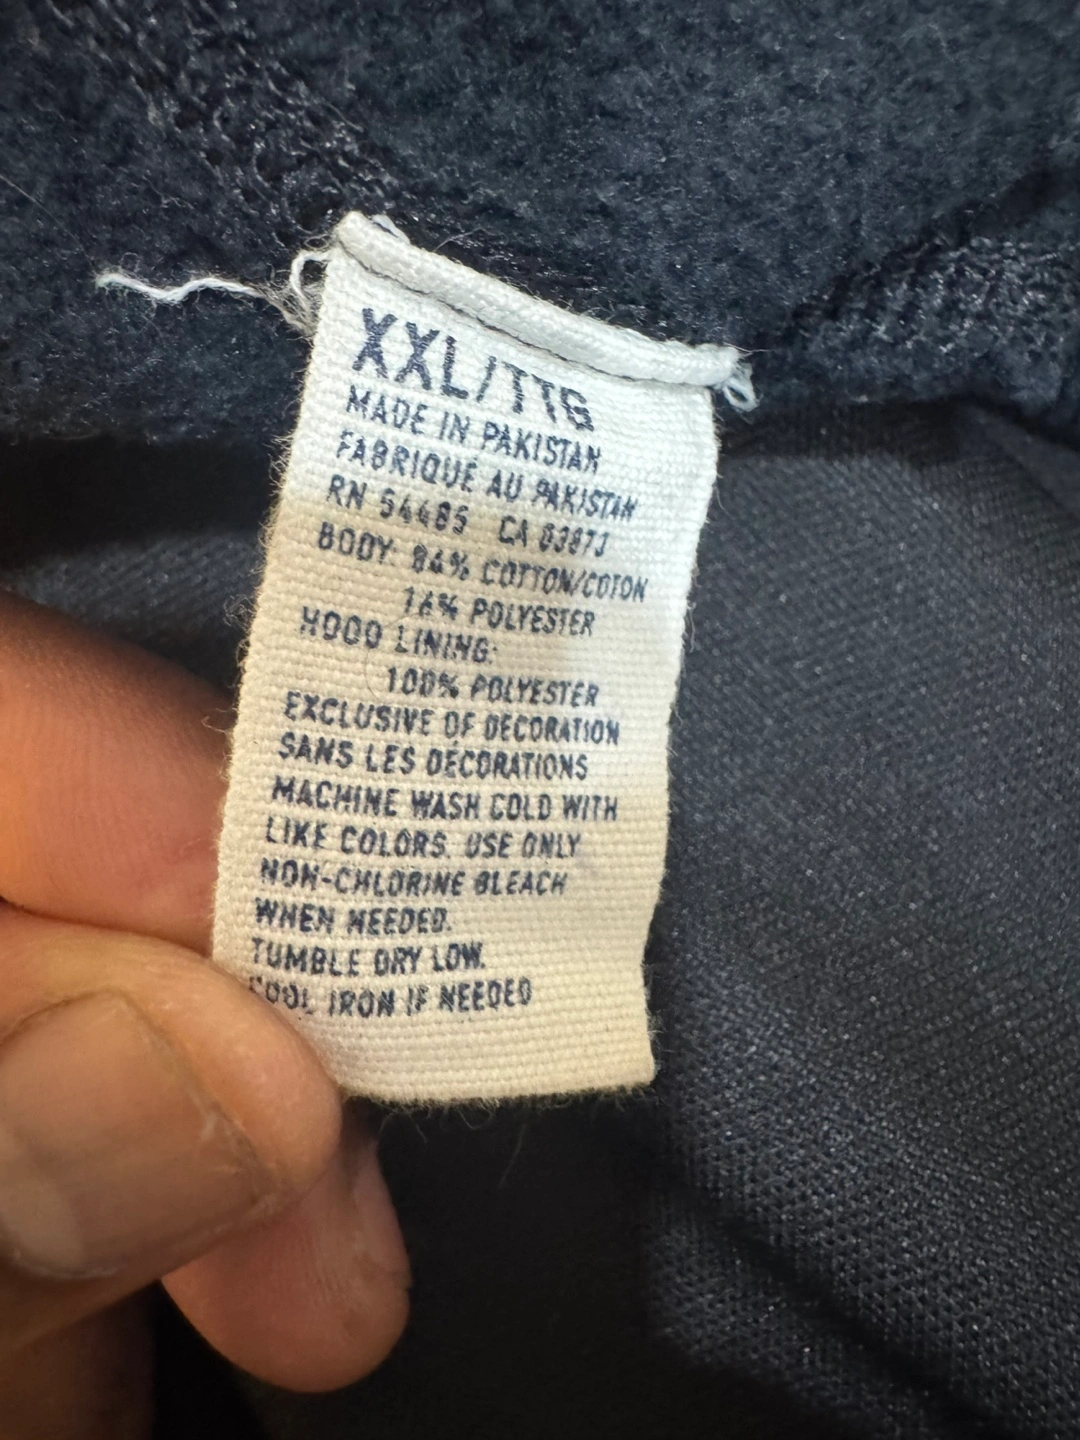 XXL/TTG
MADE IN PAKISTAN
FABRIQUÉ AU PAKISTAN
RN 54485 CA 03873
BODY: 84% COTTON/COTON
16% POLYESTER
HOOD LINING:
100% POLYESTER
EXCLUSIVE OF DECORATION
SANS LES DÉCORATIONS
MACHINE WASH COLD WITH
LIKE COLORS. USE ONLY
NON-CHLORINE BLEACH
WHEN NEEDED.
TUMBLE DRY LOW.
COOL IRON IF NEEDED